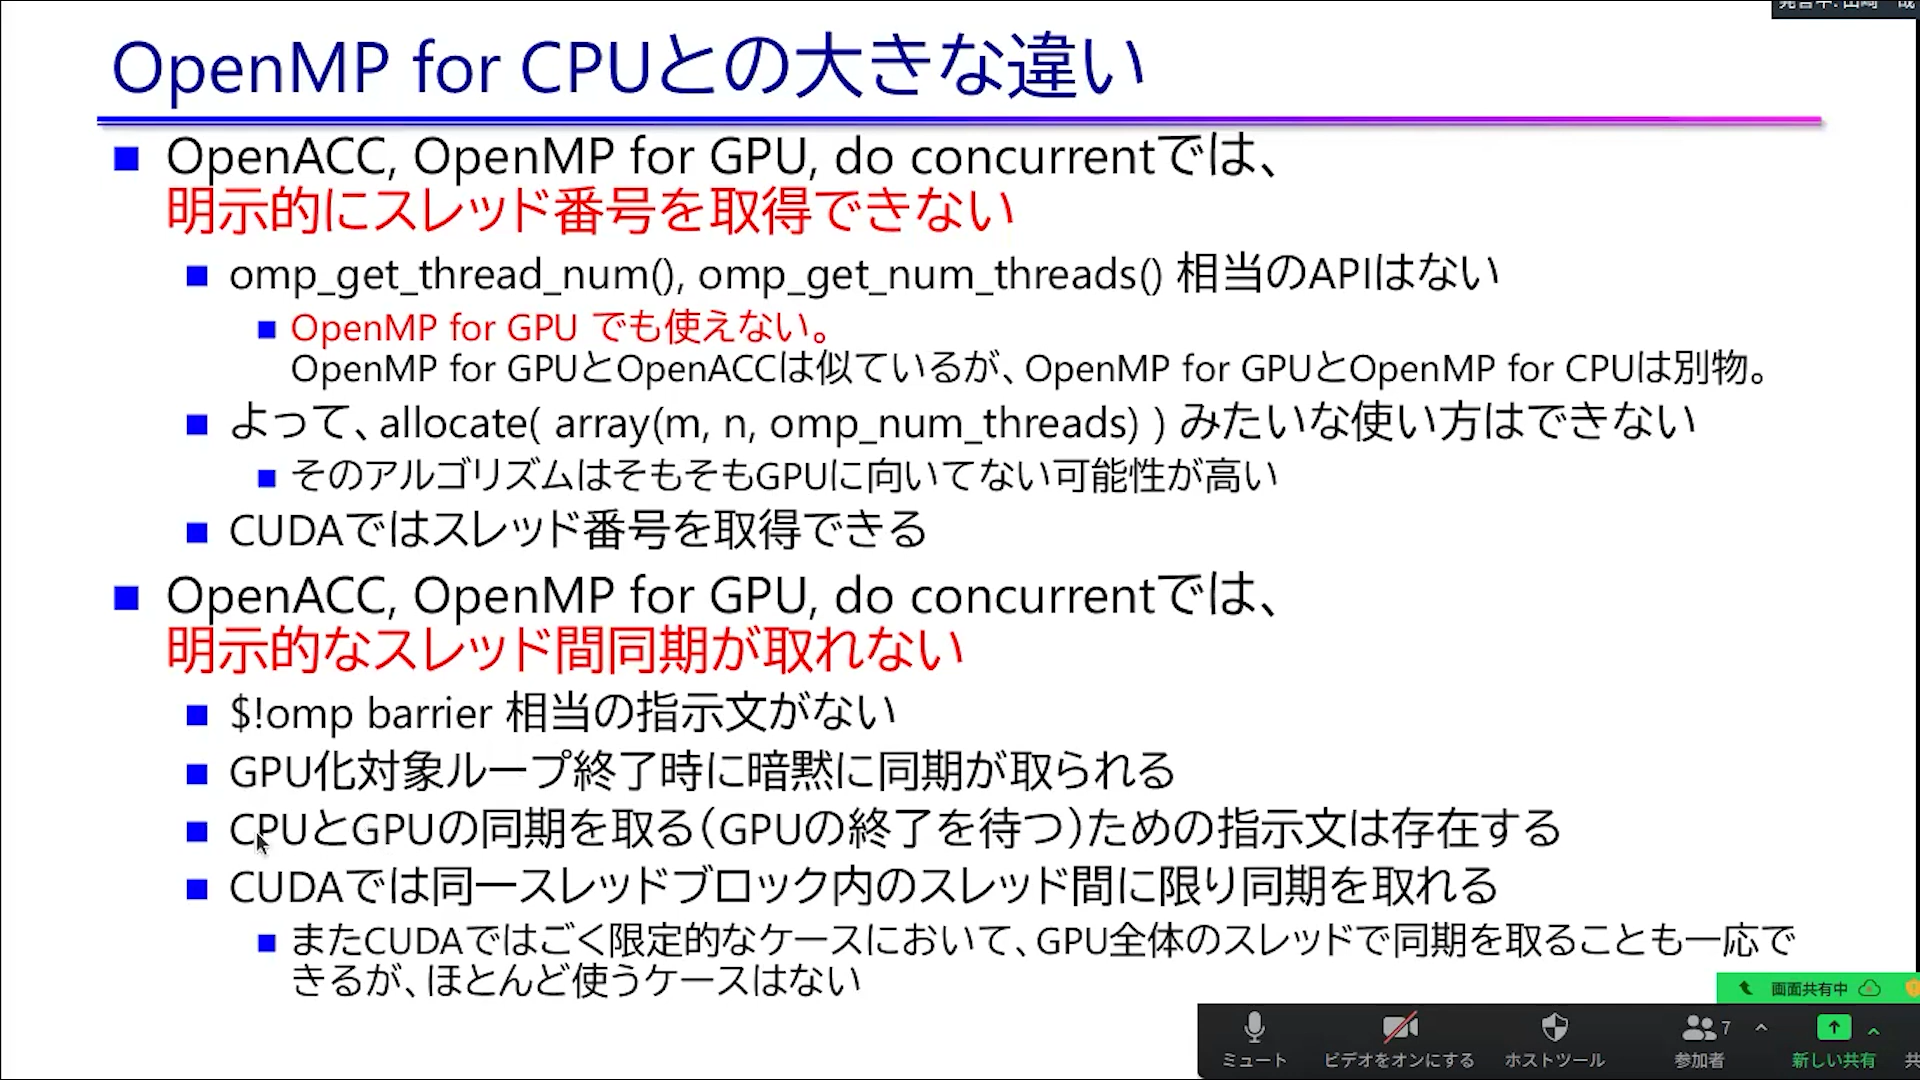 OpenMP for CPUとの大きな違い
OpenACC, OpenMP for GPU, do concurrentでは、
明示的にスレッド番号を取得できない
omp_get_thread_num(), omp_get_num_threads() 相当のAPIはない
OpenMP for GPU でも使えない。
OpenMP for GPUとOpenACCは似ているが、OpenMP for GPUとOpenMP for CPUは別物。
よって、allocate( array(m, n, omp_num_threads) ) みたいな使い方はできない
そのアルゴリズムはそもそもGPUに向いてない可能性が高い
CUDAではスレッド番号を取得できる
OpenACC, OpenMP for GPU, do concurrentでは、
明示的なスレッド間同期が取れない
$!omp barrier 相当の指示文がない
GPU化対象ループ終了時に暗黙に同期が取られる
CPUとGPUの同期を取る（GPUの終了を待つ）ための指示文は存在する
CUDAでは同一スレッドブロック内のスレッド間に限り同期を取れる
またCUDAではごく限定的なケースにおいて、GPU全体のスレッドで同期を取ることも一応で
きるが、ほとんど使うケースはない
画面共有中
7
ミュート ビデオをオンにする ホストツール 参加者 新しい共有